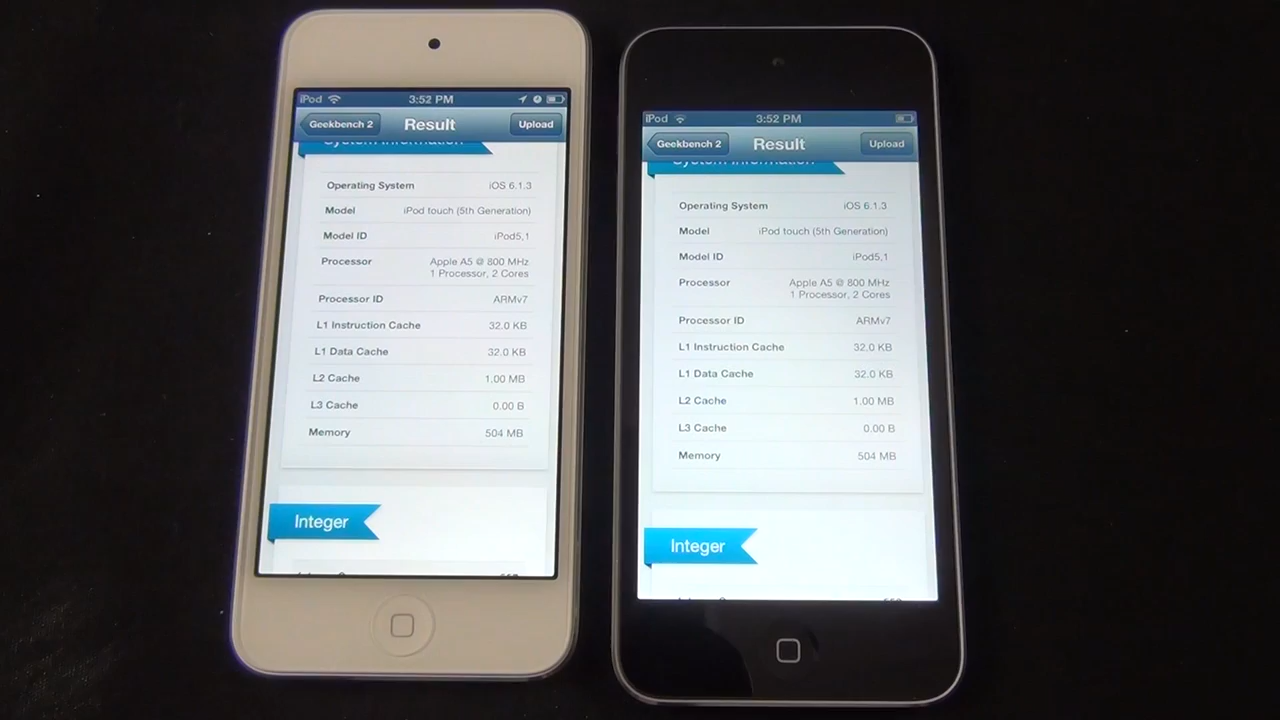 iPod 3:52 PM
Geekbench 2 Result Upload
System Information
Operating System iOS 6.1.3
Model iPod touch (5th Generation)
Model ID iPod5,1
Processor Apple A5 @ 800 MHz
1 Processor, 2 Cores
Processor ID ARMv7
L1 Instruction Cache 32.0 KB
L1 Data Cache 32.0 KB
L2 Cache 1.00 MB
L3 Cache 0.00 B
Memory 504 MB
Integer
iPod 3:52 PM
Geekbench 2 Result Upload
System Information
Operating System iOS 6.1.3
Model iPod touch (5th Generation)
Model ID iPod5,1
Processor Apple A5 @ 800 MHz
1 Processor, 2 Cores
Processor ID ARMv7
L1 Instruction Cache 32.0 KB
L1 Data Cache 32.0 KB
L2 Cache 1.00 MB
L3 Cache 0.00 B
Memory 504 MB
Integer